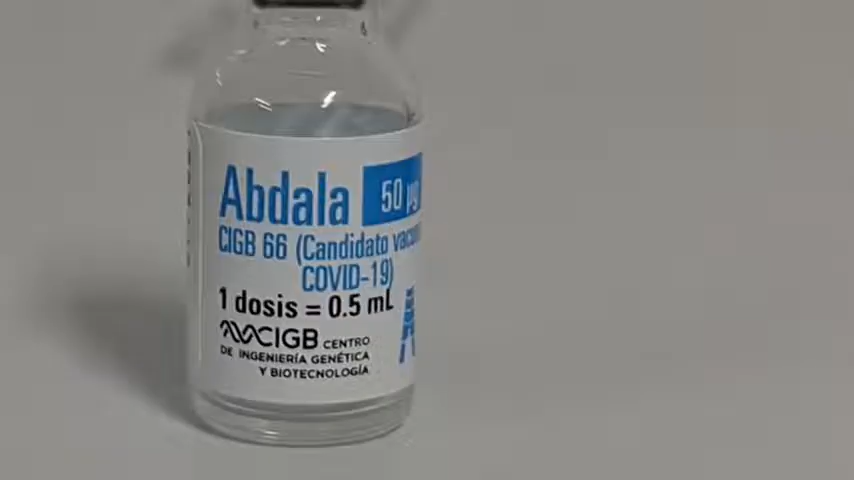 Abdala 50 µg
CIGB 66 (Candidato
COVID-19)
1 dosis = 0.5 mL
CIGB CENTRO
DE INGENIERÍA GENÉTICA
Y BIOTECNOLOGÍA